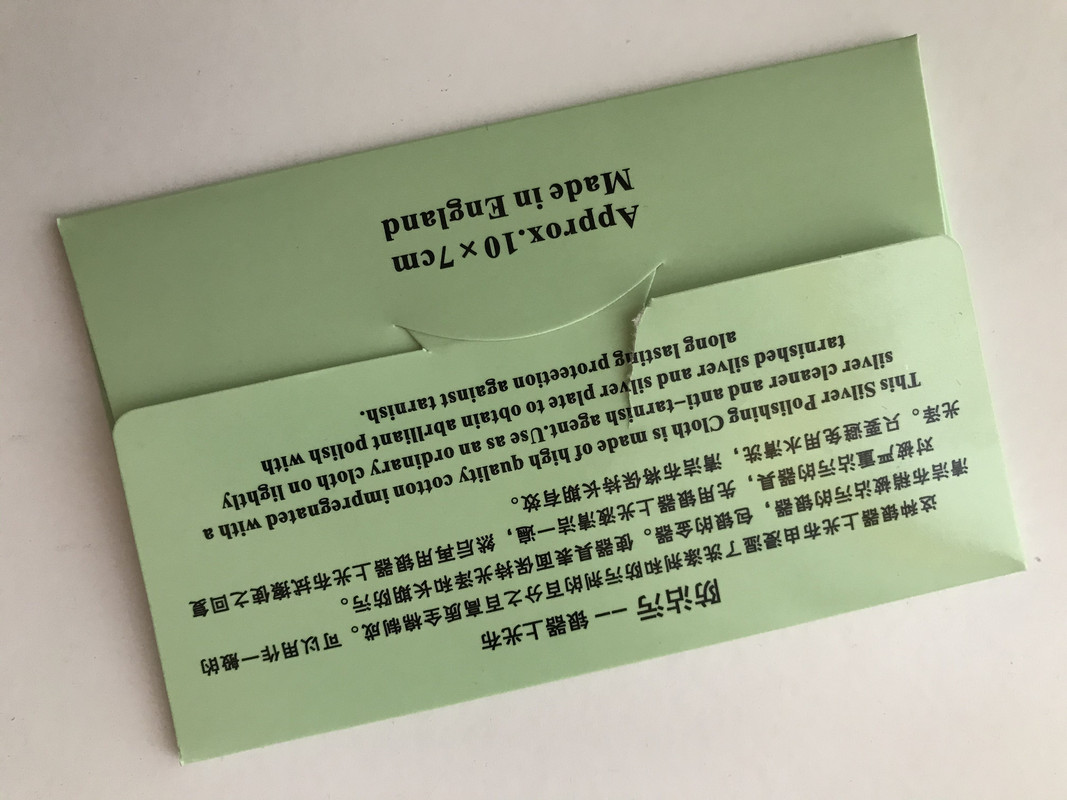 防沾污 —— 银器上光布
这种银器上光布由浸湿了洗涤剂和防污剂的百分之百高质全棉制成。可以用作一般的
清洁布稍被沾污的银器，包银的金器。使器具表面保持光泽和长期防污。
对被严重沾污的器具，先用银器上光液清洁一遍，然后再用银器上光布拭擦使之回复
光泽。只要避免用水清洗，清洁布将保持长期有效。
This Silver Polishing Cloth is made of high quality cotton impregnated with a
silver cleaner and anti-tarnish agent.Use as an ordinary cloth on lightly
tarnished silver and silver plate to obtain abrilliant polish with
along lasting protection against tarnish.
Approx.10×7cm
Made in England